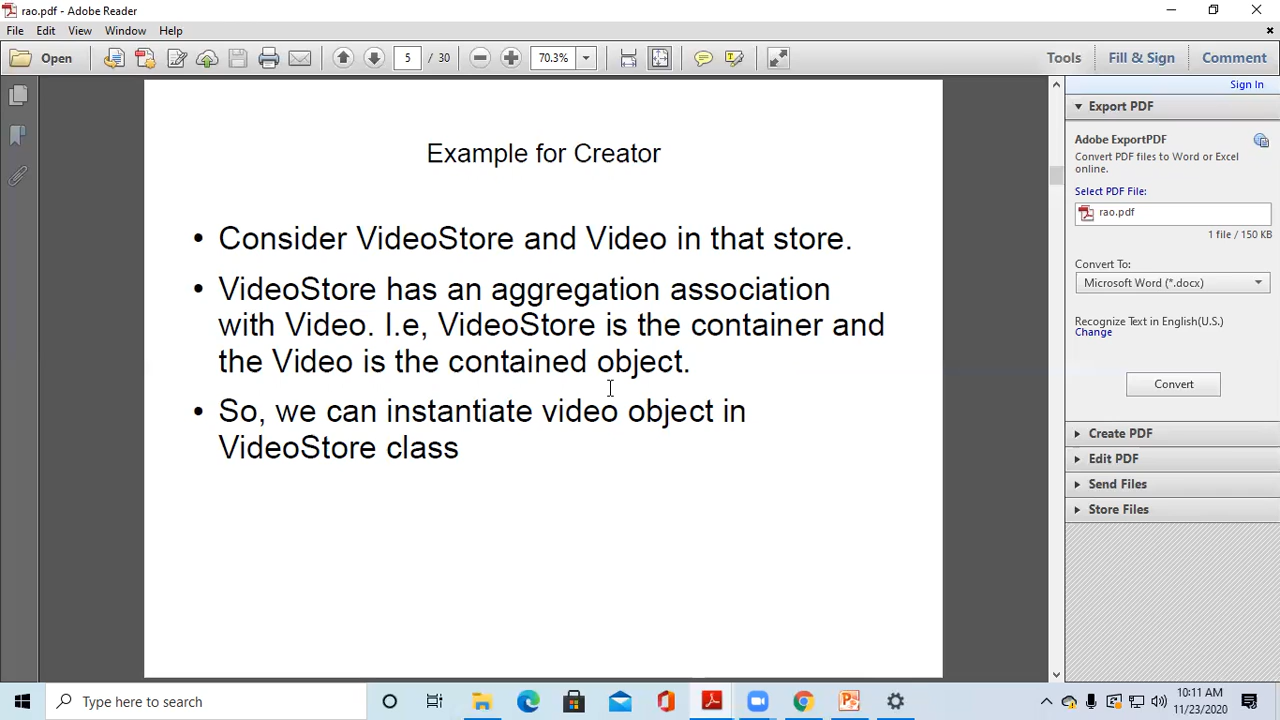 rao.pdf - Adobe Reader
File Edit View Window Help
Open 5 / 30 70.3% Tools Fill & Sign Comment
Sign In
Example for Creator
• Consider VideoStore and Video in that store.
• VideoStore has an aggregation association
with Video. I.e, VideoStore is the container and
the Video is the contained object.
• So, we can instantiate video object in
VideoStore class
Export PDF
Adobe ExportPDF
Convert PDF files to Word or Excel
online.
Select PDF File:
rao.pdf
1 file / 150 KB
Convert To:
Microsoft Word (*.docx)
Recognize Text in English(U.S.)
Change
Convert
Create PDF
Edit PDF
Send Files
Store Files
Type here to search
10:11 AM
11/23/2020